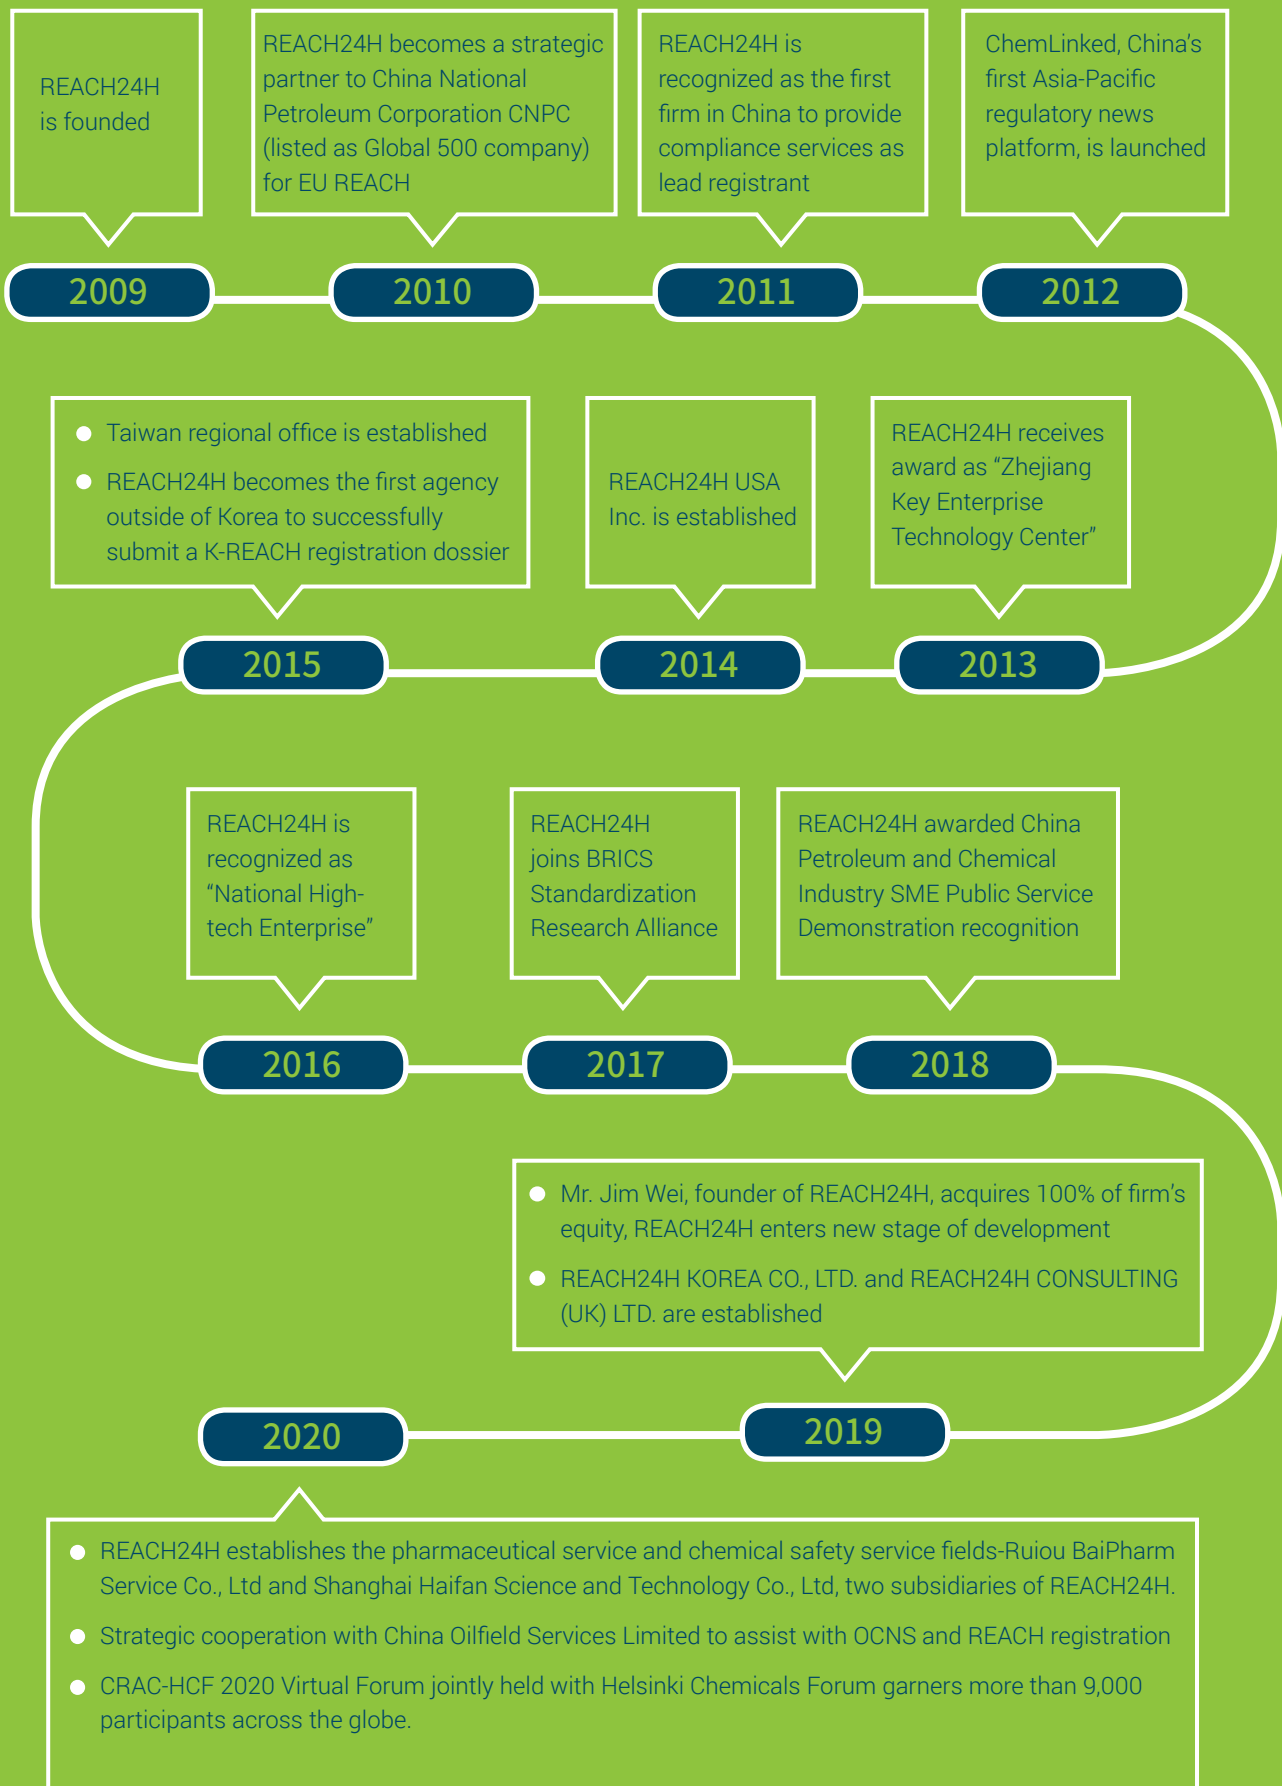 REACH24H
is founded
REACH24H becomes a strategic
partner to China National
Petroleum Corporation CNPC
(listed as Global 500 company)
for EU REACH
REACH24H is
recognized as the first
firm in China to provide
compliance services as
lead registrant
ChemLinked, China’s
first Asia-Pacific
regulatory news
platform, is launched
2009
2010
2011
2012
Taiwan regional office is established
REACH24H becomes the first agency
outside of Korea to successfully
submit a K-REACH registration dossier
REACH24H USA
Inc. is established
REACH24H receives
award as “Zhejiang
Key Enterprise
Technology Center”
2015
2014
2013
REACH24H is
recognized as
“National High-
tech Enterprise”
REACH24H
joins BRICS
Standardization
Research Alliance
REACH24H awarded China
Petroleum and Chemical
Industry SME Public Service
Demonstration recognition
2016
2017
2018
Mr. Jim Wei, founder of REACH24H, acquires 100% of firm’s
equity, REACH24H enters new stage of development
REACH24H KOREA CO., LTD. and REACH24H CONSULTING
(UK) LTD. are established
2020
2019
REACH24H establishes the pharmaceutical service and chemical safety service fields-Ruiou BaiPharm
Service Co., Ltd and Shanghai Haifan Science and Technology Co., Ltd, two subsidiaries of REACH24H.
Strategic cooperation with China Oilfield Services Limited to assist with OCNS and REACH registration
CRAC-HCF 2020 Virtual Forum jointly held with Helsinki Chemicals Forum garners more than 9,000
participants across the globe.